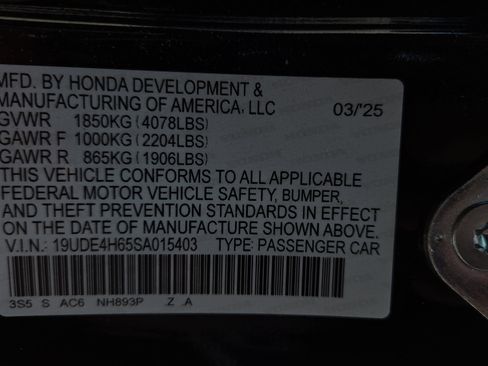 MFD. BY HONDA DEVELOPMENT &
MANUFACTURING OF AMERICA, LLC 03/'25
GVWR 1850KG (4078LBS)
GAWR F 1000KG (2204LBS)
GAWR R 865KG (1906LBS)
THIS VEHICLE CONFORMS TO ALL APPLICABLE
FEDERAL MOTOR VEHICLE SAFETY, BUMPER,
AND THEFT PREVENTION STANDARDS IN EFFECT
ON THE DATE OF MANUFACTURE SHOWN ABOVE.
V.I.N.: 19UDE4H65SA015403 TYPE: PASSENGER CAR
3S5 S AC6 NH893P Z A